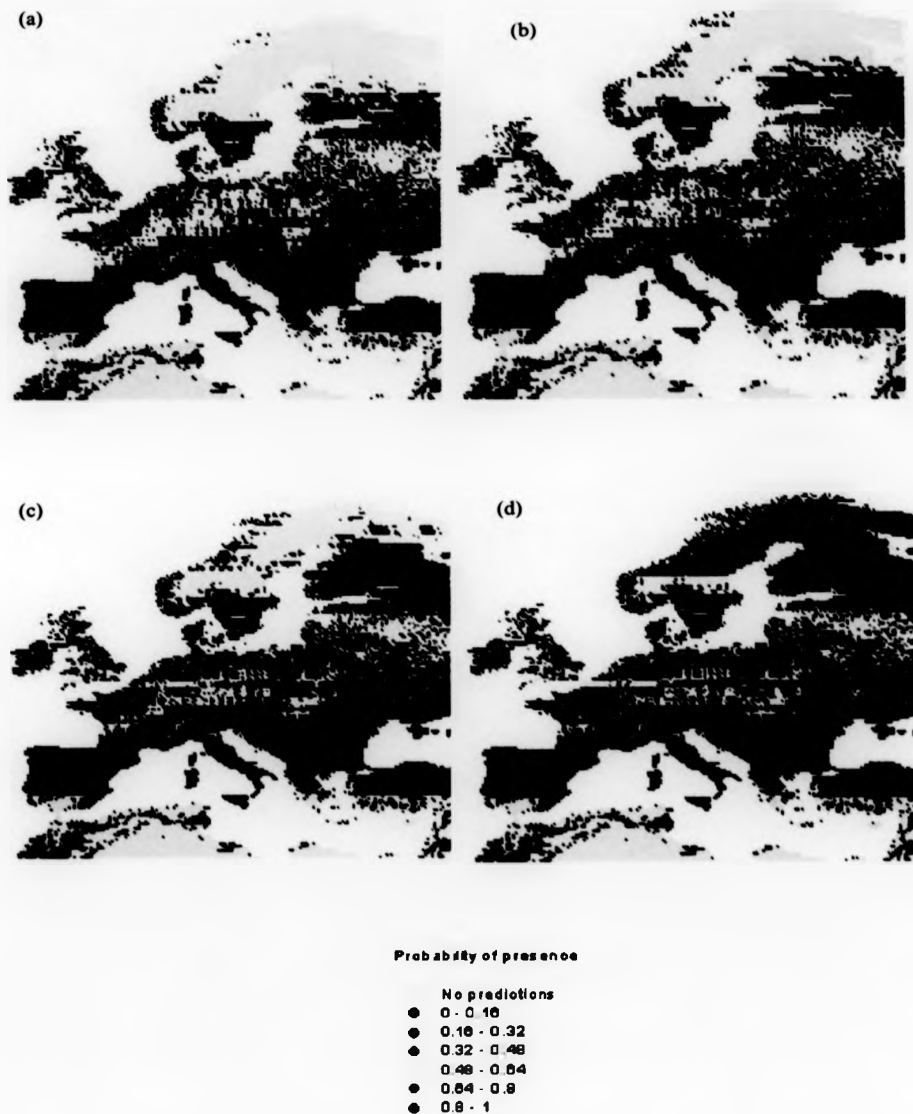 (a)
(b)
(c)
(d)
Probability of presence
No predictions
0 - 0.16
0.16 - 0.32
0.32 - 0.48
0.48 - 0.64
0.64 - 0.8
0.8 - 1